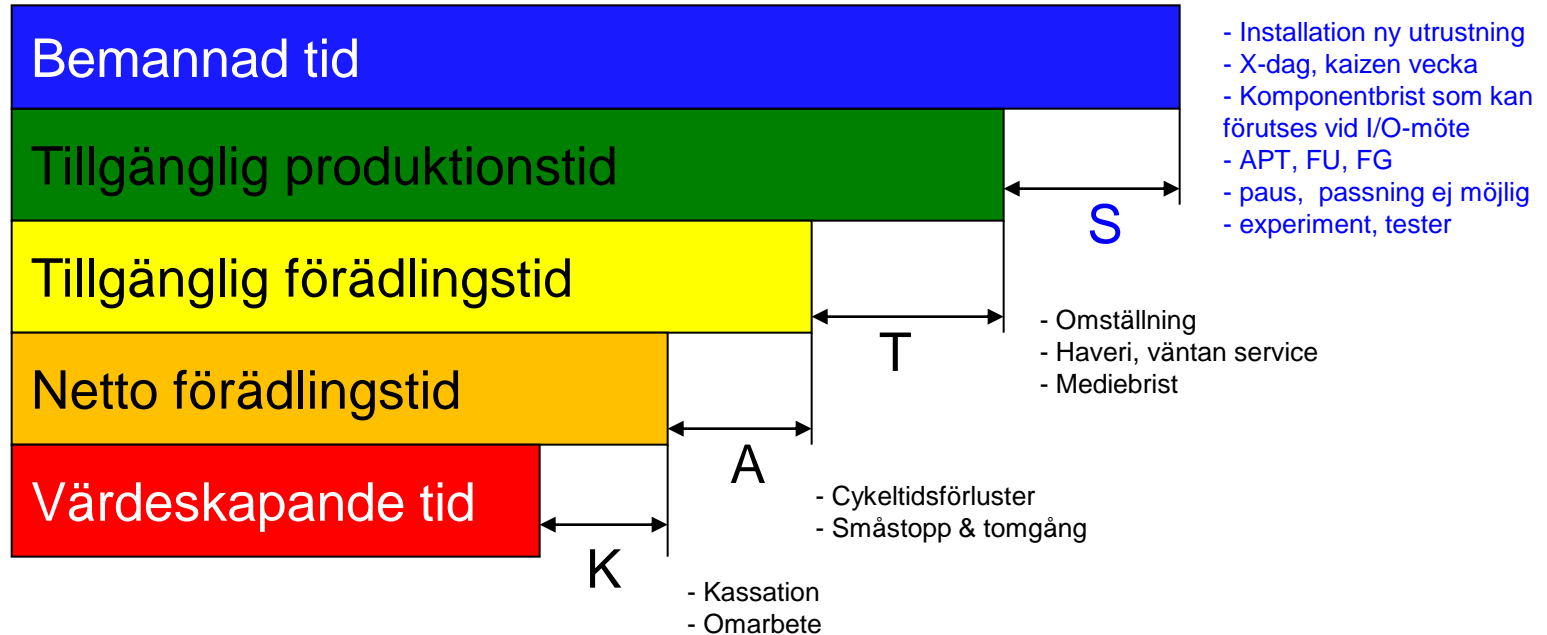 Bemannad tid
- Installation ny utrustning
- X-dag, kaizen vecka
- Komponentbrist som kan
förutses vid I/O-möte
- APT, FU, FG
- paus,  passning ej möjlig
- experiment, tester
Tillgänglig produktionstid
S
Tillgänglig förädlingstid
T
- Omställning
- Haveri, väntan service
- Mediebrist
Netto förädlingstid
A
- Cykeltidsförluster
- Småstopp & tomgång
Värdeskapande tid
K
- Kassation
- Omarbete